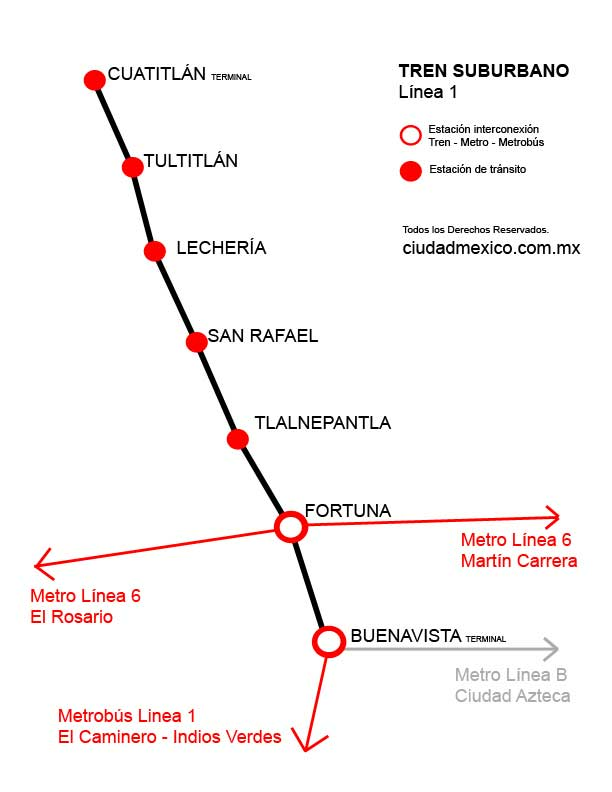 CUATITLÁN TERMINAL
TREN SUBURBANO
Línea 1
Estación interconexión
Tren - Metro - Metrobús
Estación de tránsito
TULTITLÁN
Todos los Derechos Reservados.
ciudadmexico.com.mx
LECHERÍA
SAN RAFAEL
TLALNEPANTLA
FORTUNA
Metro Línea 6
Martín Carrera
Metro Línea 6
El Rosario
BUENAVISTA TERMINAL
Metro Línea B
Ciudad Azteca
Metrobús Linea 1
El Caminero - Indios Verdes